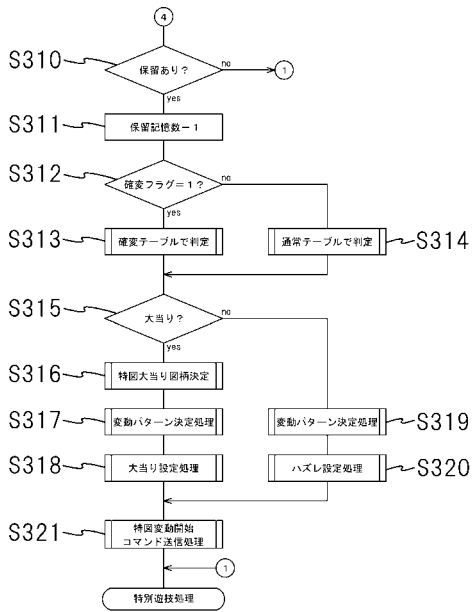 4
S310
保留あり?
no
1
yes
S311
保留記憶数-1
S312
確変フラグ=1?
no
yes
S313
確変テーブルで判定
通常テーブルで判定
S314
S315
大当り?
no
yes
S316
特図大当り図柄決定
S317
変動パターン決定処理
変動パターン決定処理
S319
S318
大当り設定処理
ハズレ設定処理
S320
S321
特図変動開始
コマンド送信処理
1
特別遊技処理